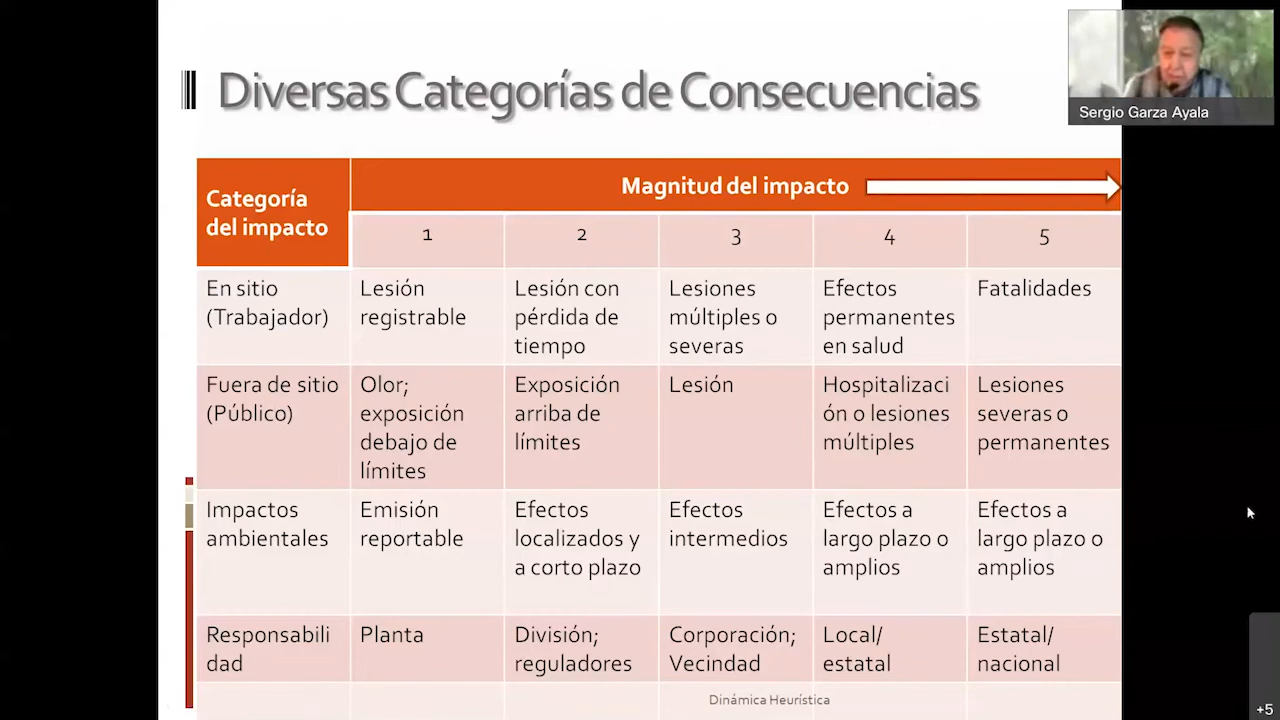 Diversas Categorías de Consecuencias
Sergio Garza Ayala
Categoría
del impacto
Magnitud del impacto
1
2
3
4
5
En sitio
(Trabajador)
Lesión
registrable
Lesión con
pérdida de
tiempo
Lesiones
múltiples o
severas
Efectos
permanentes
en salud
Fatalidades
Fuera de sitio
(Público)
Olor;
exposición
debajo de
límites
Exposición
arriba de
límites
Lesión
Hospitalizaci
ón o lesiones
múltiples
Lesiones
severas o
permanentes
Impactos
ambientales
Emisión
reportable
Efectos
localizados y
a corto plazo
Efectos
intermedios
Efectos a
largo plazo o
amplios
Efectos a
largo plazo o
amplios
Responsabili
dad
Planta
División;
reguladores
Corporación;
Vecindad
Local/
estatal
Estatal/
nacional
Dinámica Heurística
+5